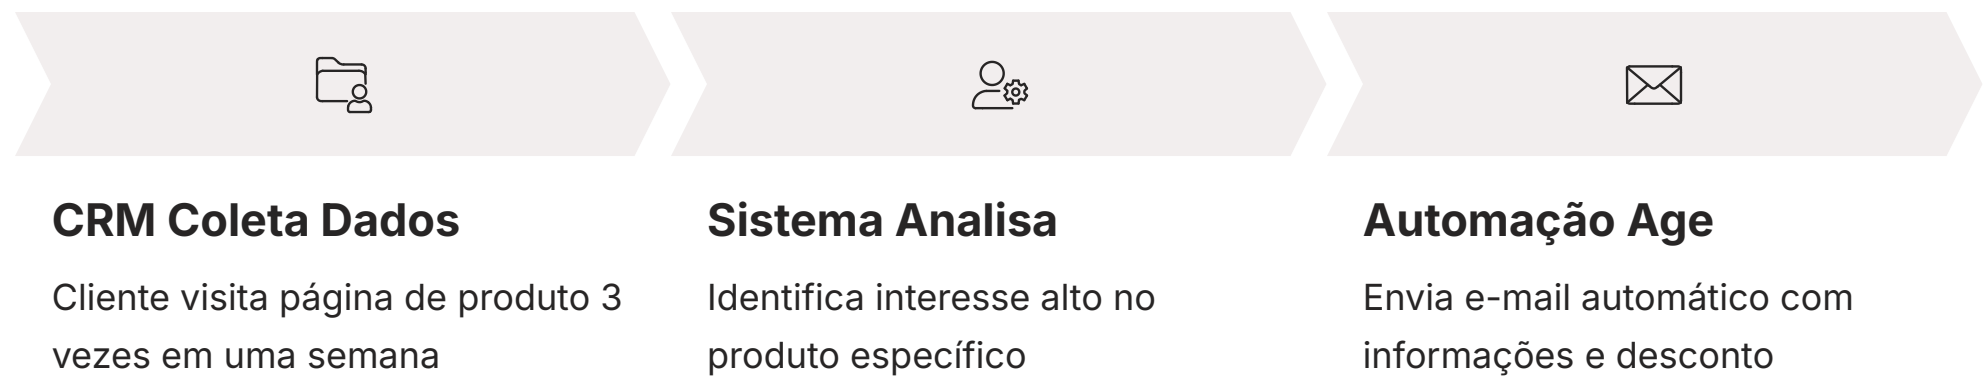 CRM Coleta Dados
Cliente visita página de produto 3
vezes em uma semana
Sistema Analisa
Identifica interesse alto no
produto específico
Automação Age
Envia e-mail automático com
informações e desconto